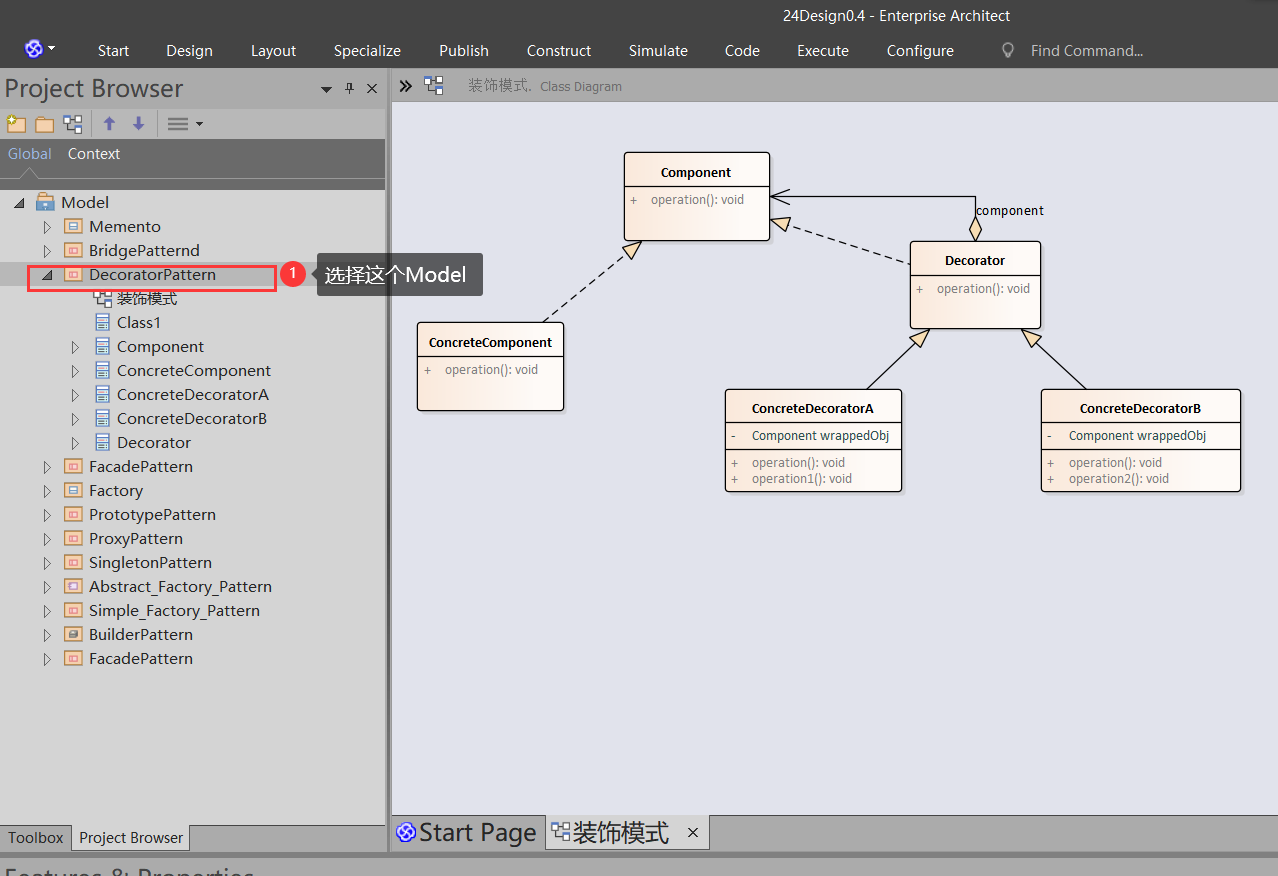 24Design0.4 - Enterprise Architect
Start Design Layout Specialize Publish Construct Simulate Code Execute Configure Find Command...
Project Browser
Global Context
Model
Memento
BridgePatternd
DecoratorPattern
1
选择这个Model
装饰模式
Class1
Component
ConcreteComponent
ConcreteDecoratorA
ConcreteDecoratorB
Decorator
FacadePattern
Factory
PrototypePattern
ProxyPattern
SingletonPattern
Abstract_Factory_Pattern
Simple_Factory_Pattern
BuilderPattern
FacadePattern
Toolbox Project Browser
装饰模式. Class Diagram
Component
+ operation(): void
component
Decorator
+ operation(): void
ConcreteComponent
+ operation(): void
ConcreteDecoratorA
- Component wrappedObj
+ operation(): void
+ operation1(): void
ConcreteDecoratorB
- Component wrappedObj
+ operation(): void
+ operation2(): void
Start Page 装饰模式
Features & Properties